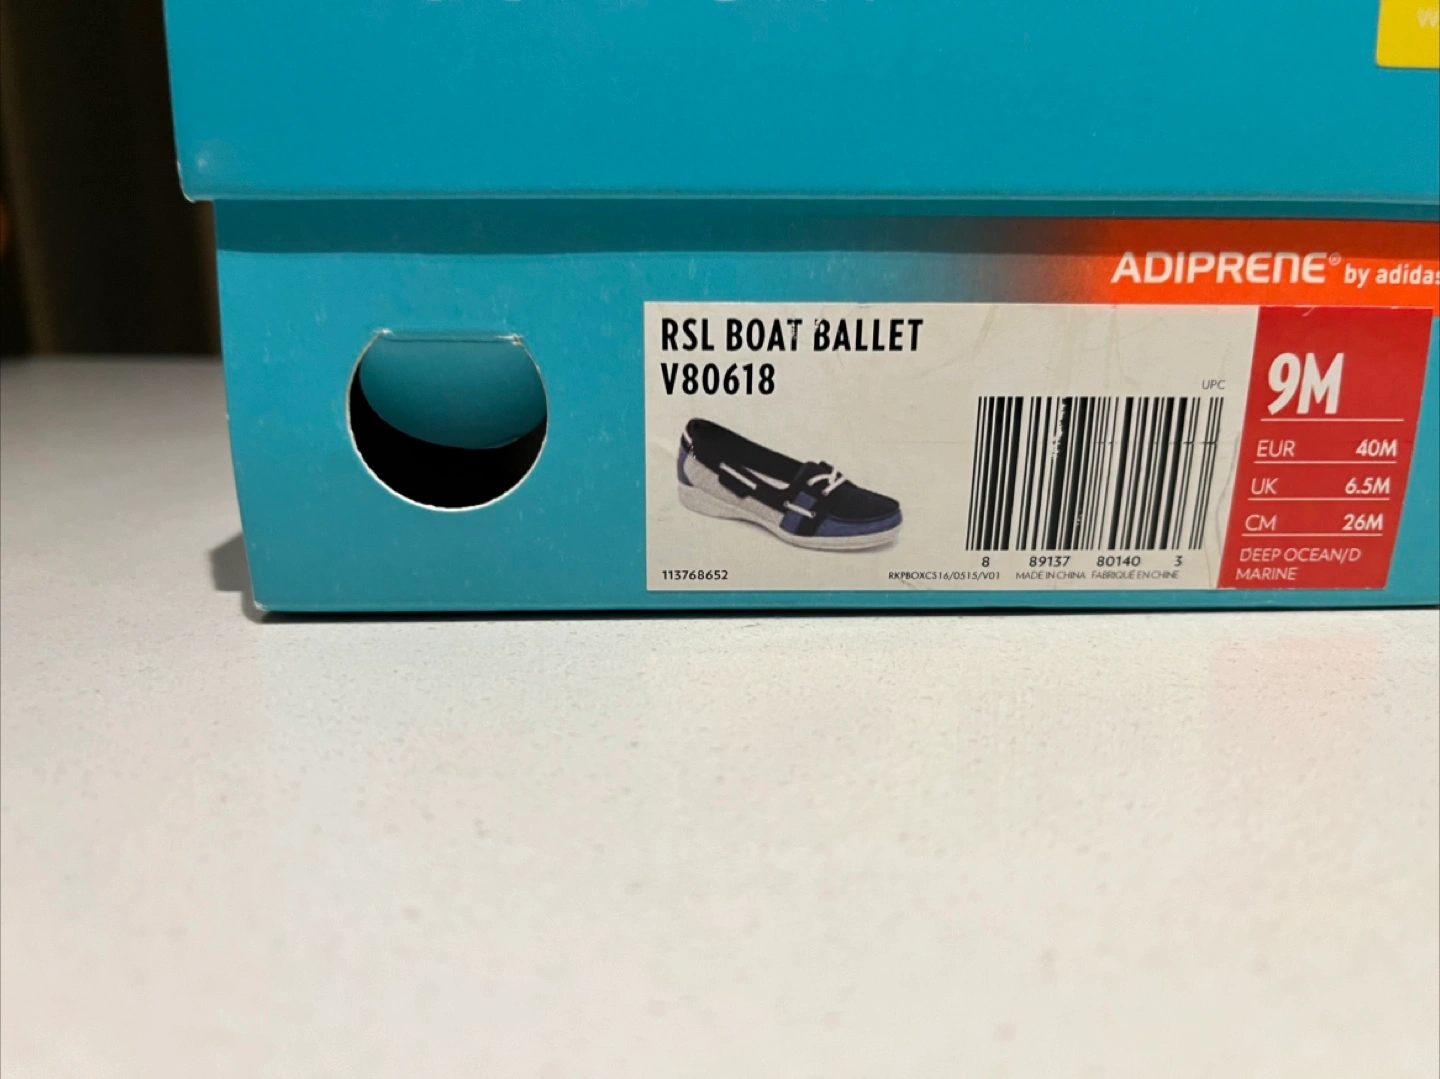 ADIPRENE® by adidas
RSL BOAT BALLET
V80618
UPC
9M
EUR 40M
UK 6.5M
CM 26M
DEEP OCEAN/D
MARINE
8 89137 80140 3
113768652
RKPBOXCS16/0515/V01 MADE IN CHINA FABRIQUÉ EN CHINE